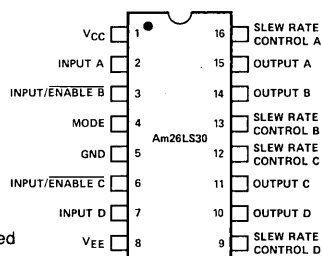 VCC 1 16 SLEW RATE CONTROL A
INPUT A 2 15 OUTPUT A
INPUT/ENABLE B 3 14 OUTPUT B
MODE 4 13 SLEW RATE CONTROL B
Am26LS30
GND 5 12 SLEW RATE CONTROL C
INPUT/ENABLE C 6 11 OUTPUT C
INPUT D 7 10 OUTPUT D
ed
VEE 8 9 SLEW RATE CONTROL D